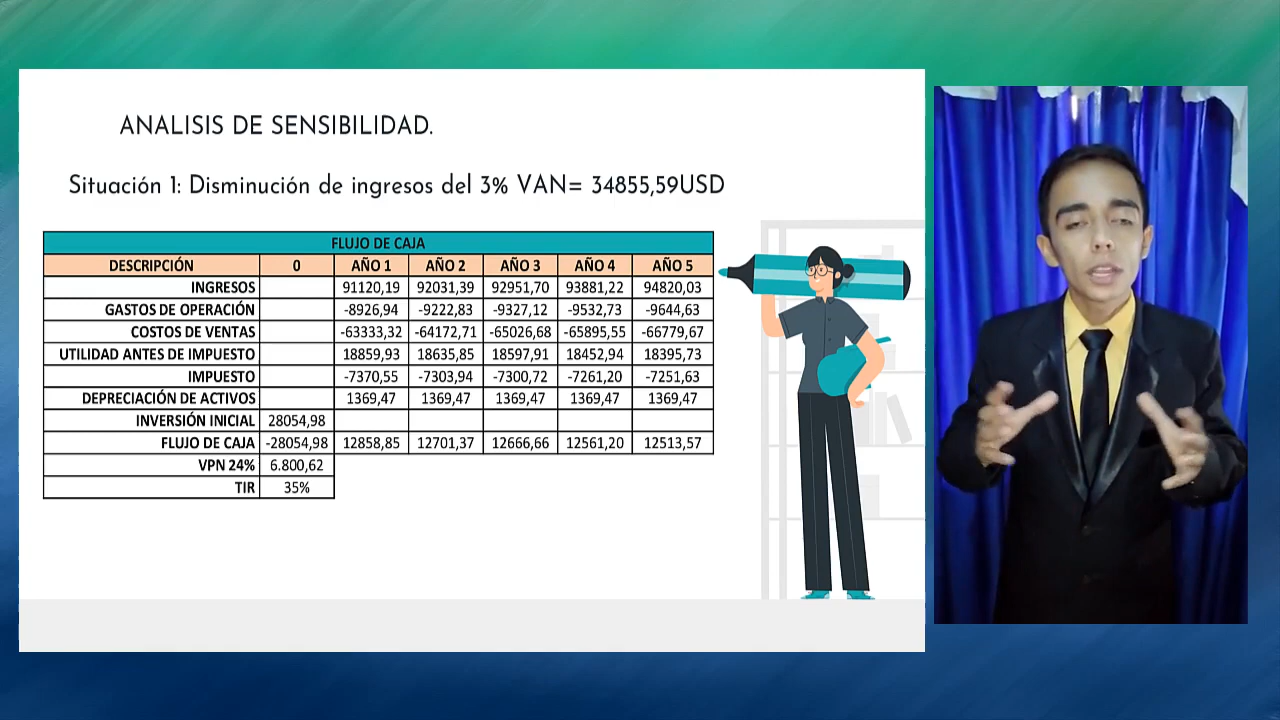 ANALISIS DE SENSIBILIDAD.
Situación 1: Disminución de ingresos del 3% VAN= 34855,59USD
FLUJO DE CAJA
DESCRIPCIÓN 0 AÑO 1 AÑO 2 AÑO 3 AÑO 4 AÑO 5
INGRESOS 91120,19 92031,39 92951,70 93881,22 94820,03
GASTOS DE OPERACIÓN -8926,94 -9222,83 -9327,12 -9532,73 -9644,63
COSTOS DE VENTAS -63333,32 -64172,71 -65026,68 -65895,55 -66779,67
UTILIDAD ANTES DE IMPUESTO 18859,93 18635,85 18597,91 18452,94 18395,73
IMPUESTO -7370,55 -7303,94 -7300,72 -7261,20 -7251,63
DEPRECIACIÓN DE ACTIVOS 1369,47 1369,47 1369,47 1369,47 1369,47
INVERSIÓN INICIAL 28054,98
FLUJO DE CAJA -28054,98 12858,85 12701,37 12666,66 12561,20 12513,57
VPN 24% 6.800,62
TIR 35%